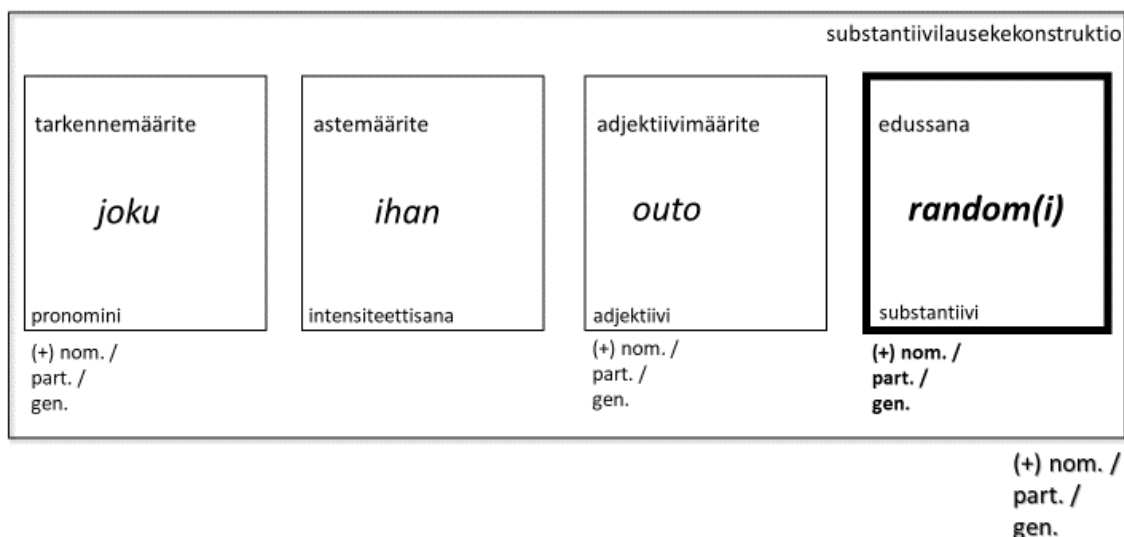 substantiivilausekekonstruktio
tarkennemäärite
joku
pronomini
(+) nom. /
part. /
gen.
astemäärite
ihan
intensiteettisana
adjektiivimäärite
outo
adjektiivi
(+) nom. /
part. /
gen.
edussana
random(i)
substantiivi
(+) nom. /
part. /
gen.
(+) nom. /
part. /
gen.